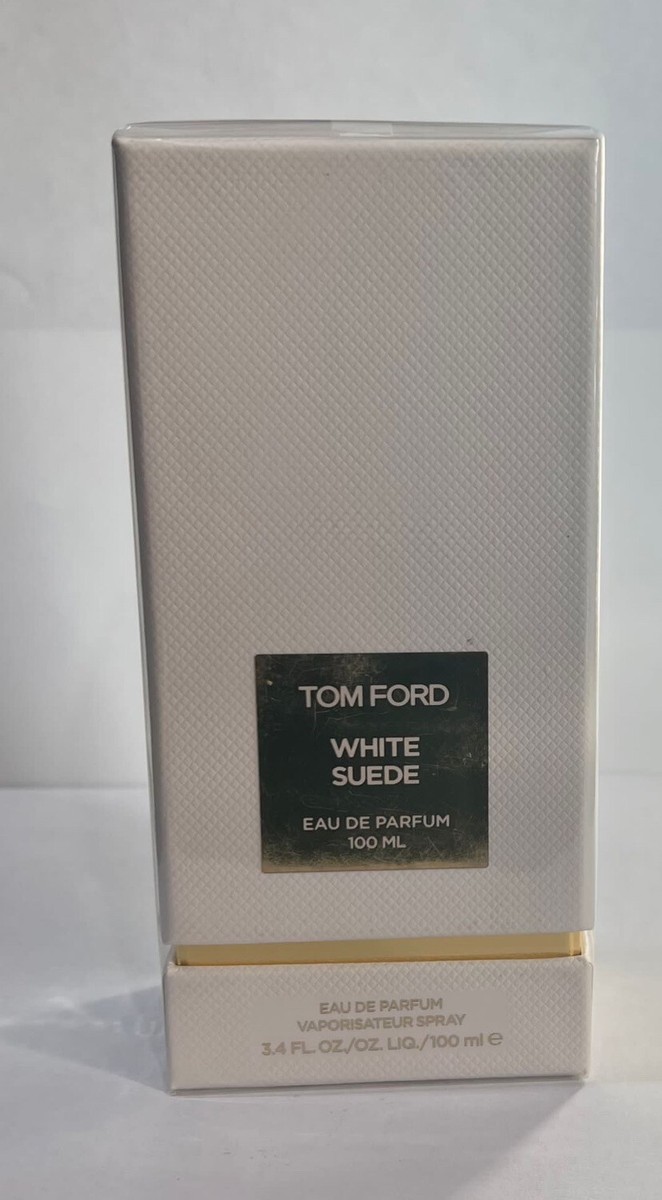 TOM FORD
WHITE
SUEDE
EAU DE PARFUM
100 ML
EAU DE PARFUM
VAPORISATEUR SPRAY
3.4 FL. OZ./OZ. LIQ./100 ml e